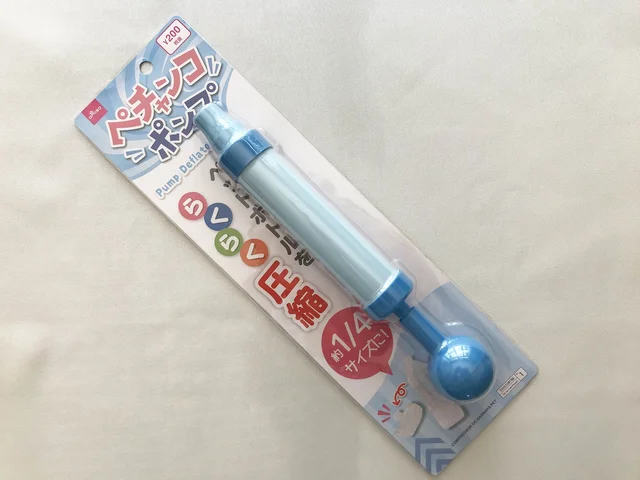 ¥200
ペチャンコ
ポンプ
Pump Deflate
らくらく
ペットボトルを
圧縮
約1/4
サイズに!